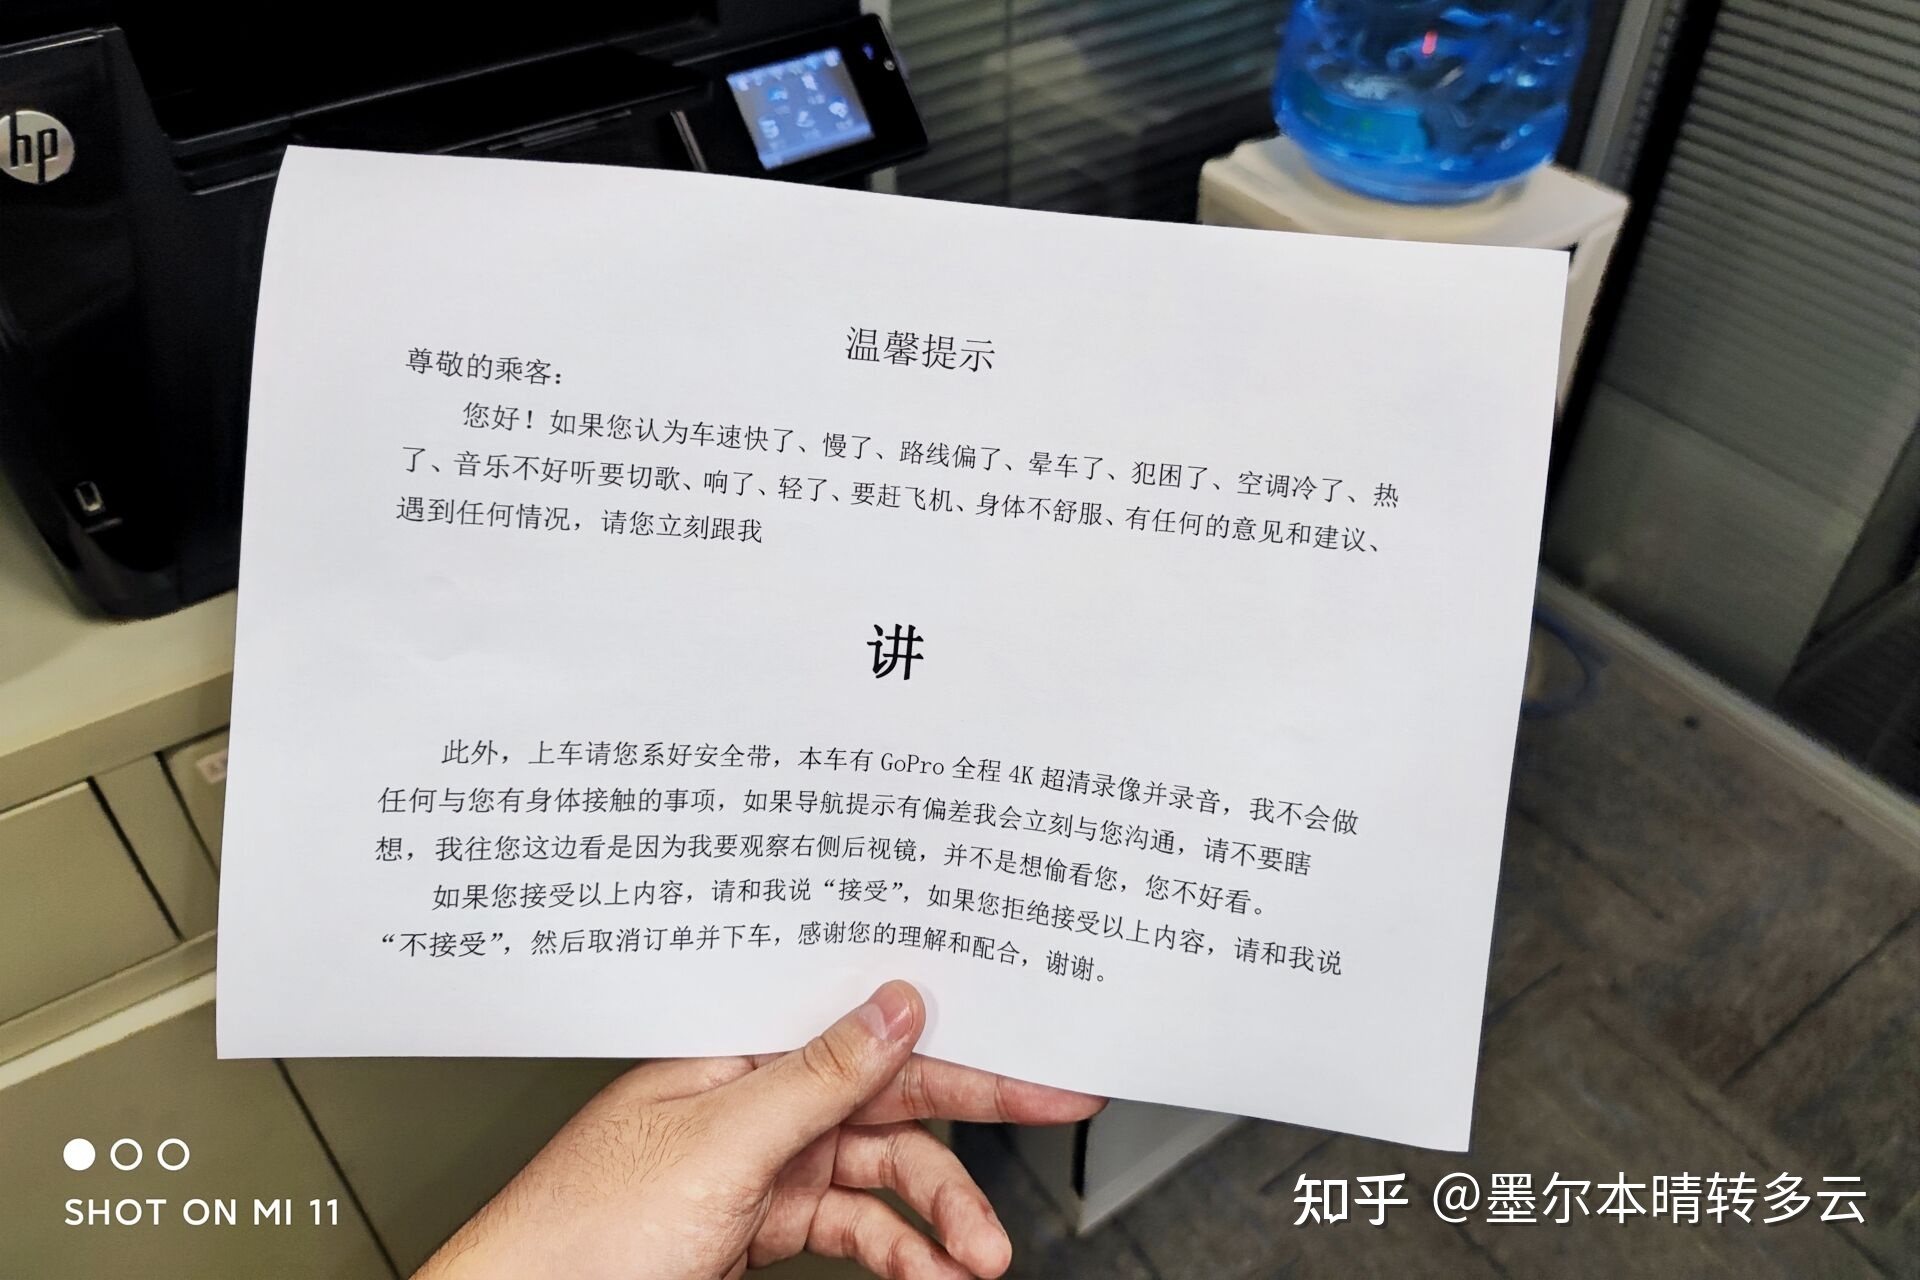 hp
温馨提示
尊敬的乘客：
您好！如果您认为车速快了、慢了、路线偏了、晕车了、犯困了、空调冷了、热
了、音乐不好听要切歌、响了、轻了、要赶飞机、身体不舒服、有任何的意见和建议、
遇到任何情况，请您立刻跟我
讲
此外，上车请您系好安全带，本车有 GoPro 全程 4K 超清录像并录音，我不会做
任何与您有身体接触的事项，如果导航提示有偏差我会立刻与您沟通，请不要瞎
想，我往您这边看是因为我要观察右侧后视镜，并不是想偷看您，您不好看。
如果您接受以上内容，请和我说“接受”，如果您拒绝接受以上内容，请和我说
“不接受”，然后取消订单并下车，感谢您的理解和配合，谢谢。
SHOT ON MI 11
知乎 @墨尔本晴转多云